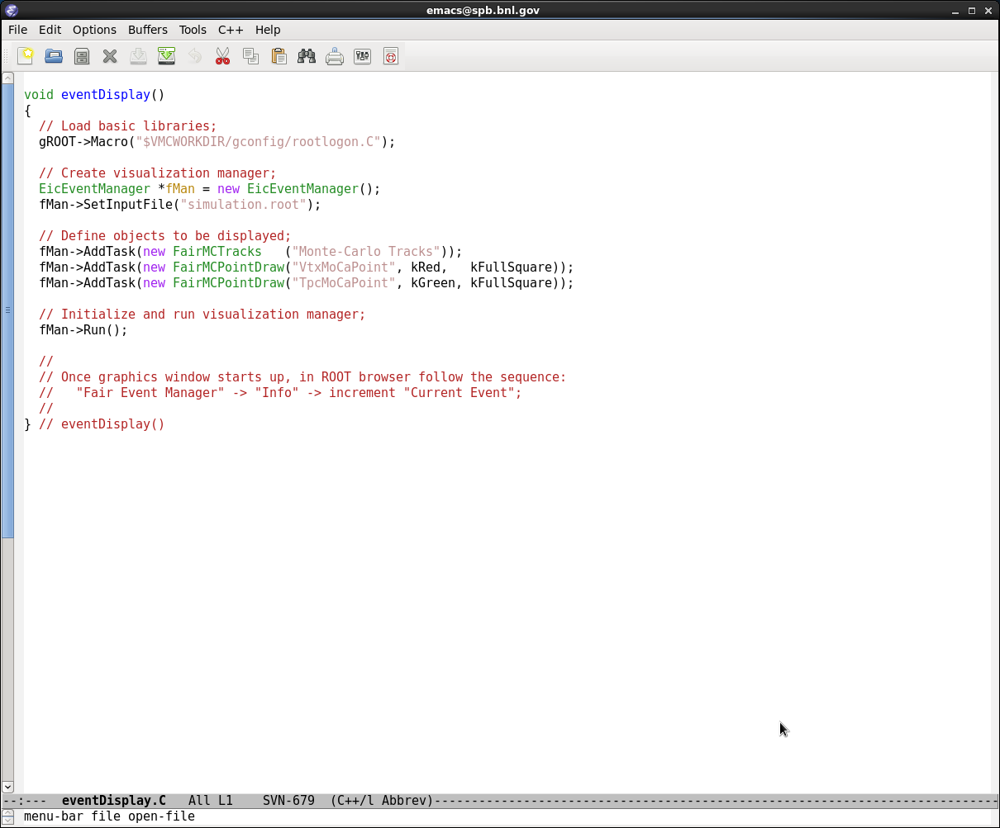 emacs@spb.bnl.gov
File Edit Options Buffers Tools C++ Help
void eventDisplay()
{
  // Load basic libraries;
  gROOT->Macro("$VMCWORKDIR/gconfig/rootlogon.C");
  // Create visualization manager;
  EicEventManager *fMan = new EicEventManager();
  fMan->SetInputFile("simulation.root");
  // Define objects to be displayed;
  fMan->AddTask(new FairMCTracks   ("Monte-Carlo Tracks"));
  fMan->AddTask(new FairMCPointDraw("VtxMoCaPoint", kRed,   kFullSquare));
  fMan->AddTask(new FairMCPointDraw("TpcMoCaPoint", kGreen, kFullSquare));
  // Initialize and run visualization manager;
  fMan->Run();
  //
  // Once graphics window starts up, in ROOT browser follow the sequence:
  //   "Fair Event Manager" -> "Info" -> increment "Current Event";
  //
} // eventDisplay()
--:---  eventDisplay.C   All L1    SVN-679  (C++/l Abbrev)----------------------------------------------------------------------------
menu-bar file open-file